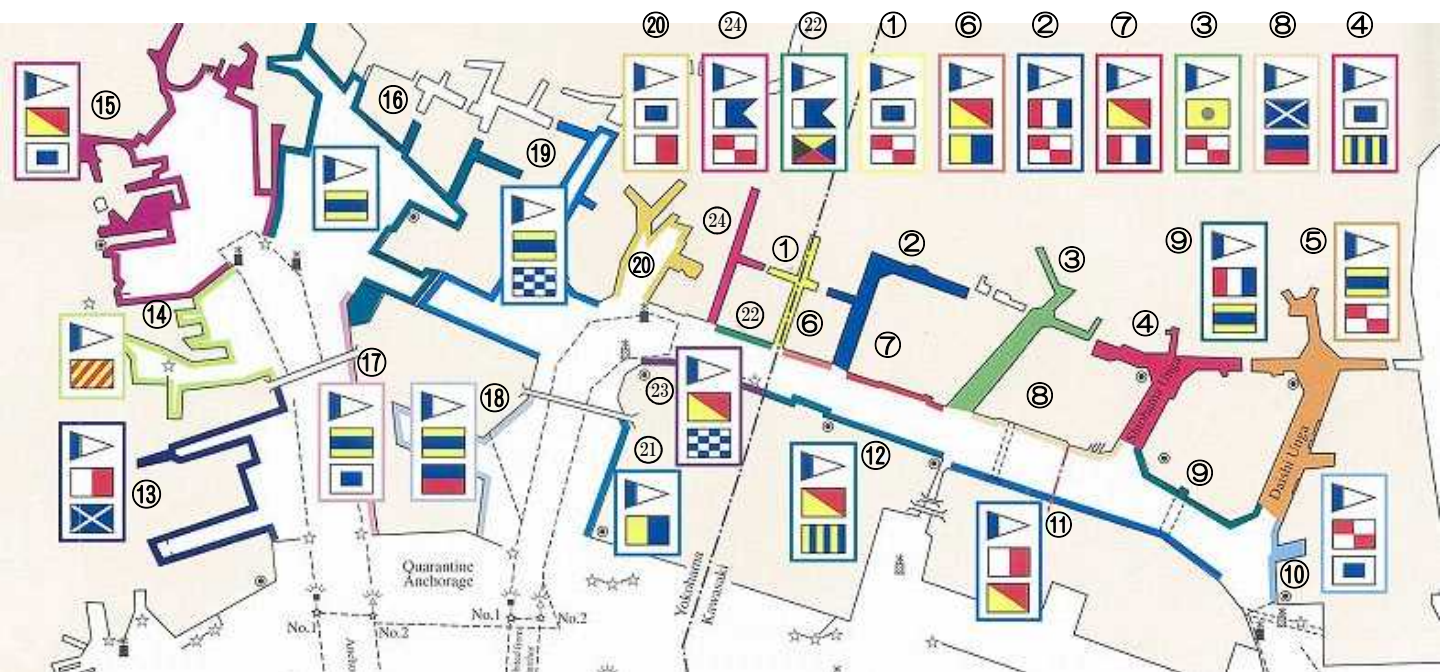 ⑳ ㉔ ㉒ ① ⑥ ② ⑦ ③ ⑧ ④
⑮
⑯
⑲
㉔
①
②
③
⑨
⑤
⑳
㉒
⑥
⑦
④
⑭
⑰
⑱
㉓
⑧
㉑
⑫
⑨
⑬
⑪
⑩
Daishi Unga
Quarantine
Anchorage
Yokohama
Kawasaki
No.1
No.2
No.1
No.2